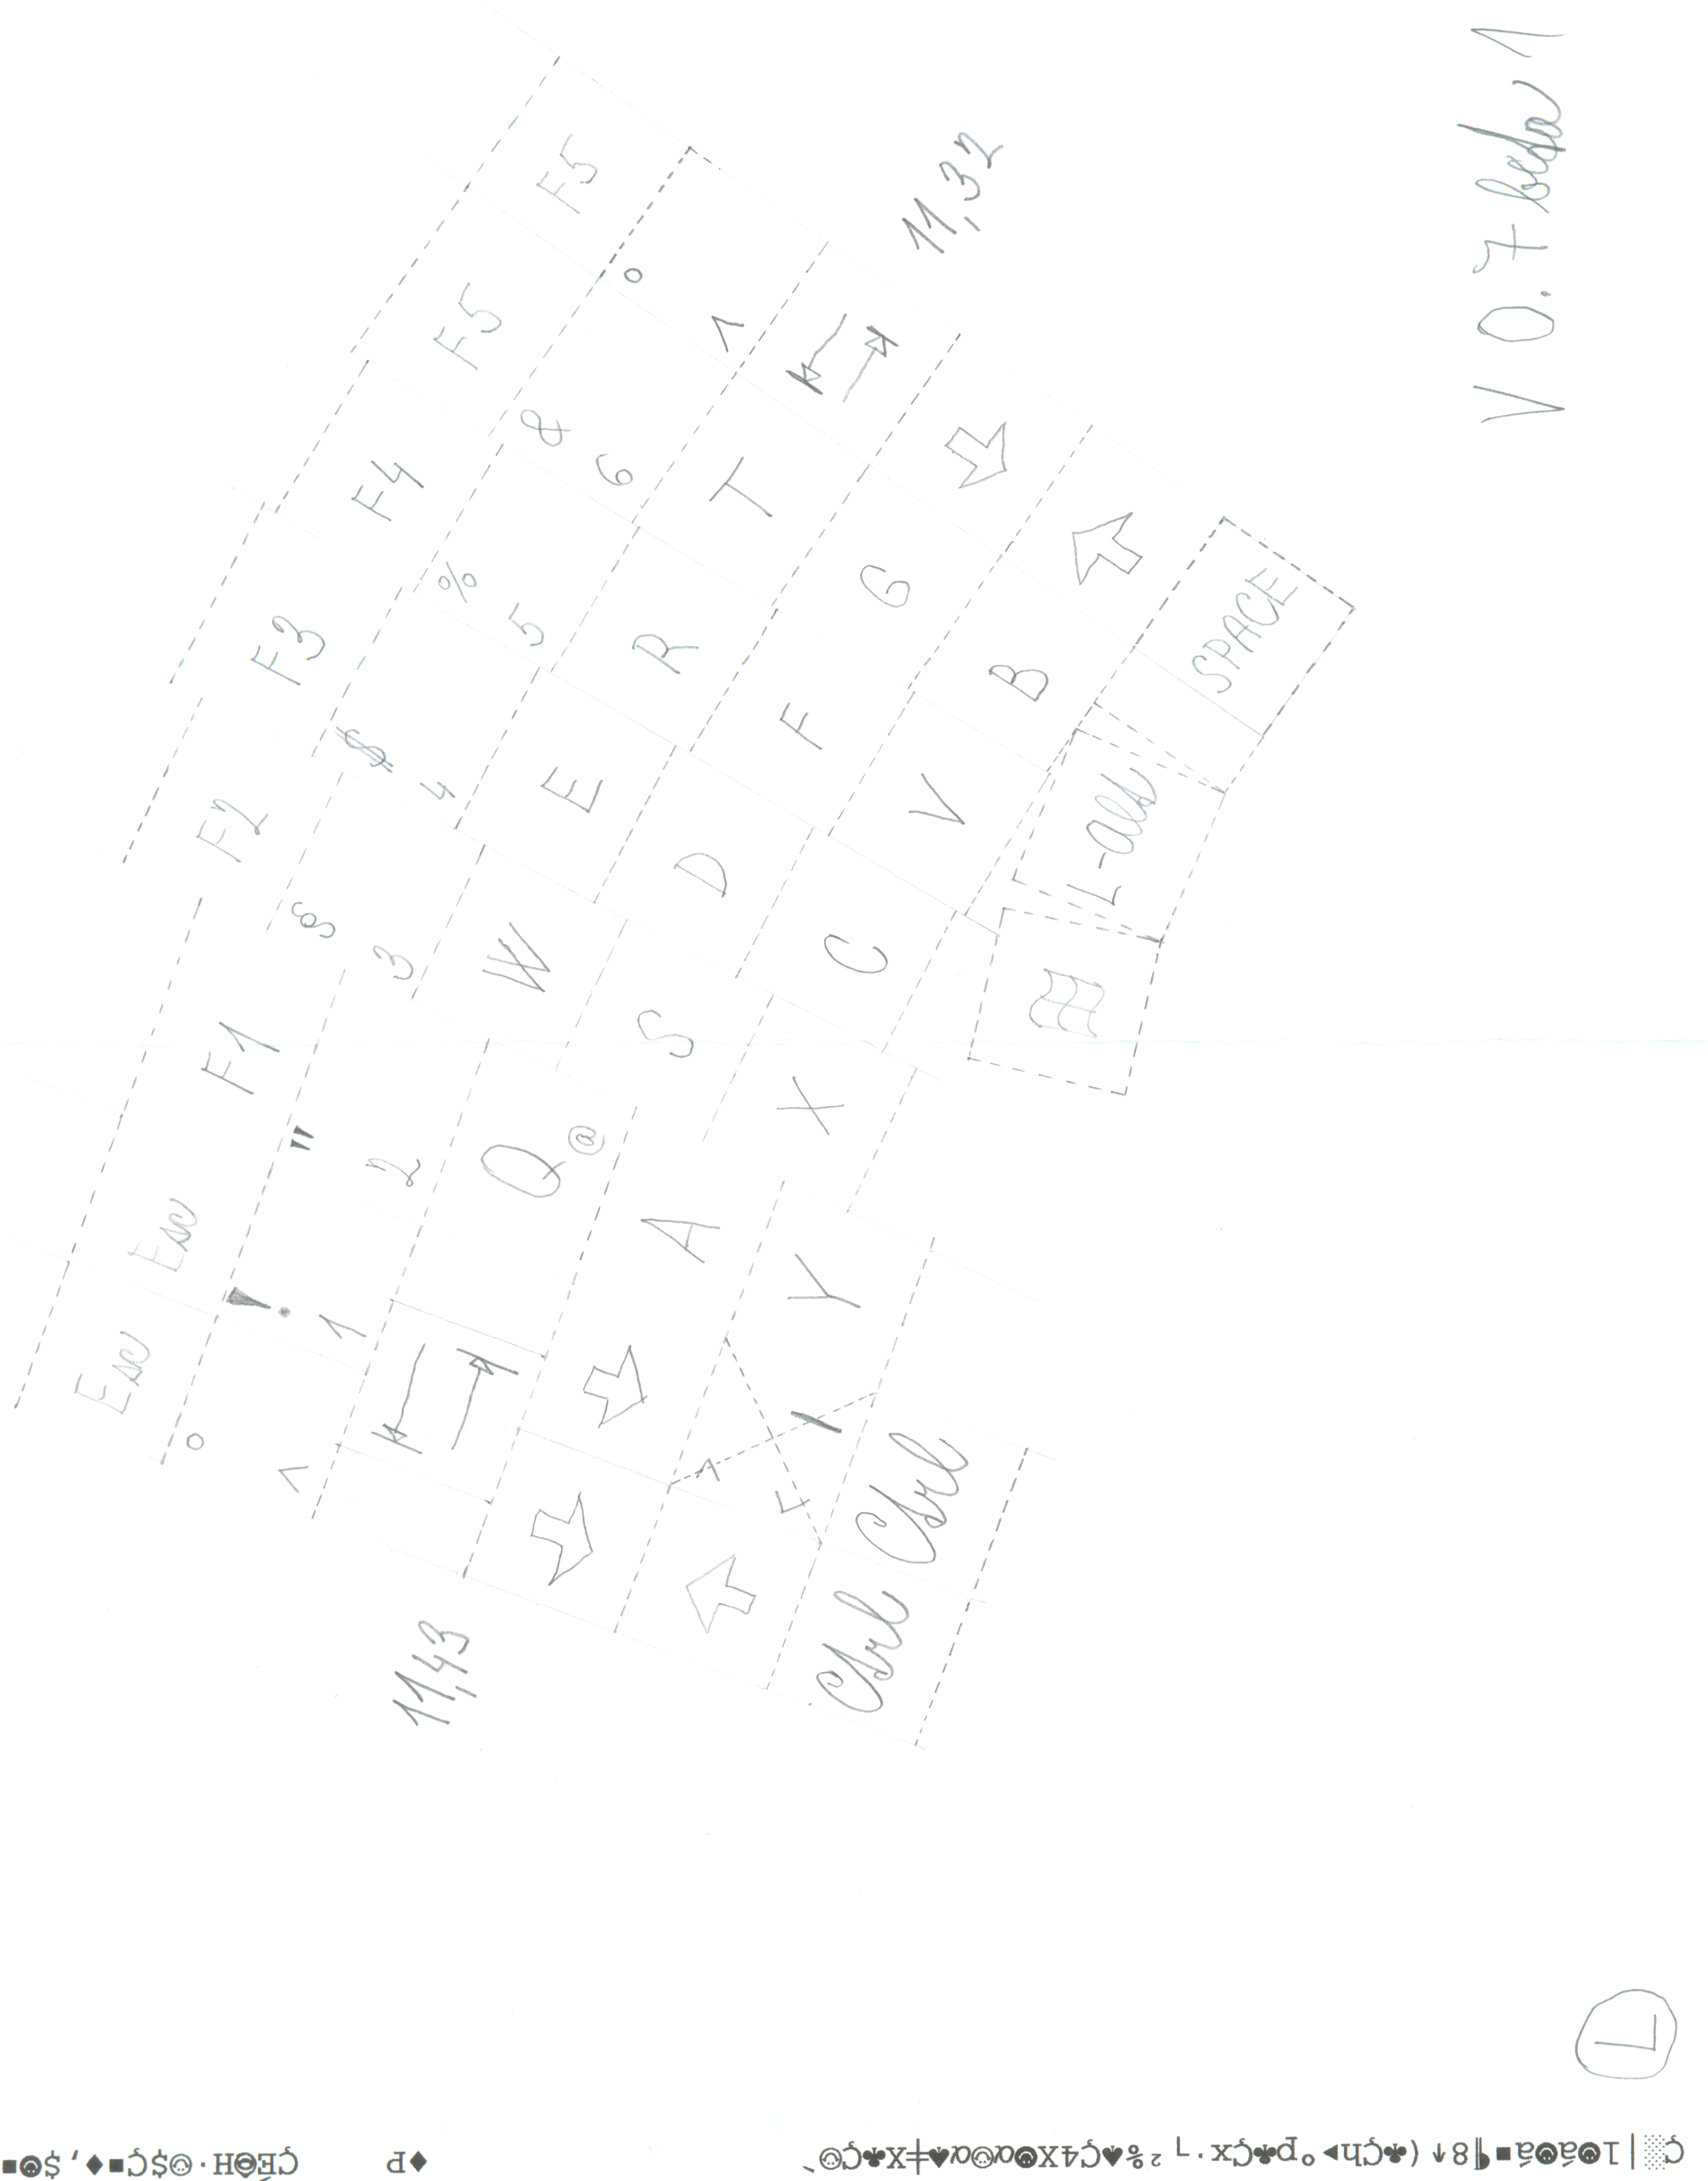 V 0.7 beta 1
Esc Esc F1 F2 F3 F4 F5 F5
° ! " § $ % & °
^ 1 2 3 4 5 6 ^
Q @ W E R T
A S D F G
Y X C V B
Ctrl Ctrl
L-alt SPACE
11,43
11,32
L